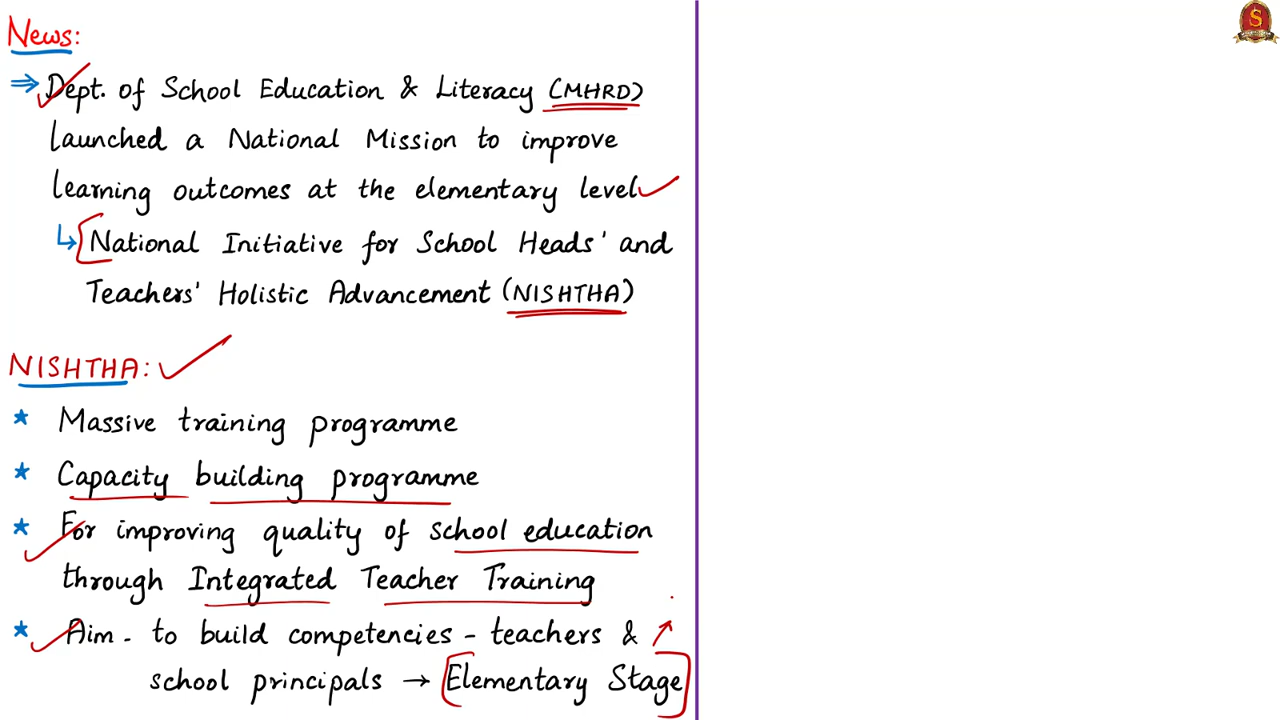 News:
⇒ Dept. of School Education & Literacy (MHRD)
launched a National Mission to improve
learning outcomes at the elementary level
↳ National Initiative for School Heads' and
Teachers' Holistic Advancement (NISHTHA)
NISHTHA:
* Massive training programme
* Capacity building programme
* For improving quality of school education
through Integrated Teacher Training
* Aim - to build competencies - teachers &
school principals → Elementary Stage